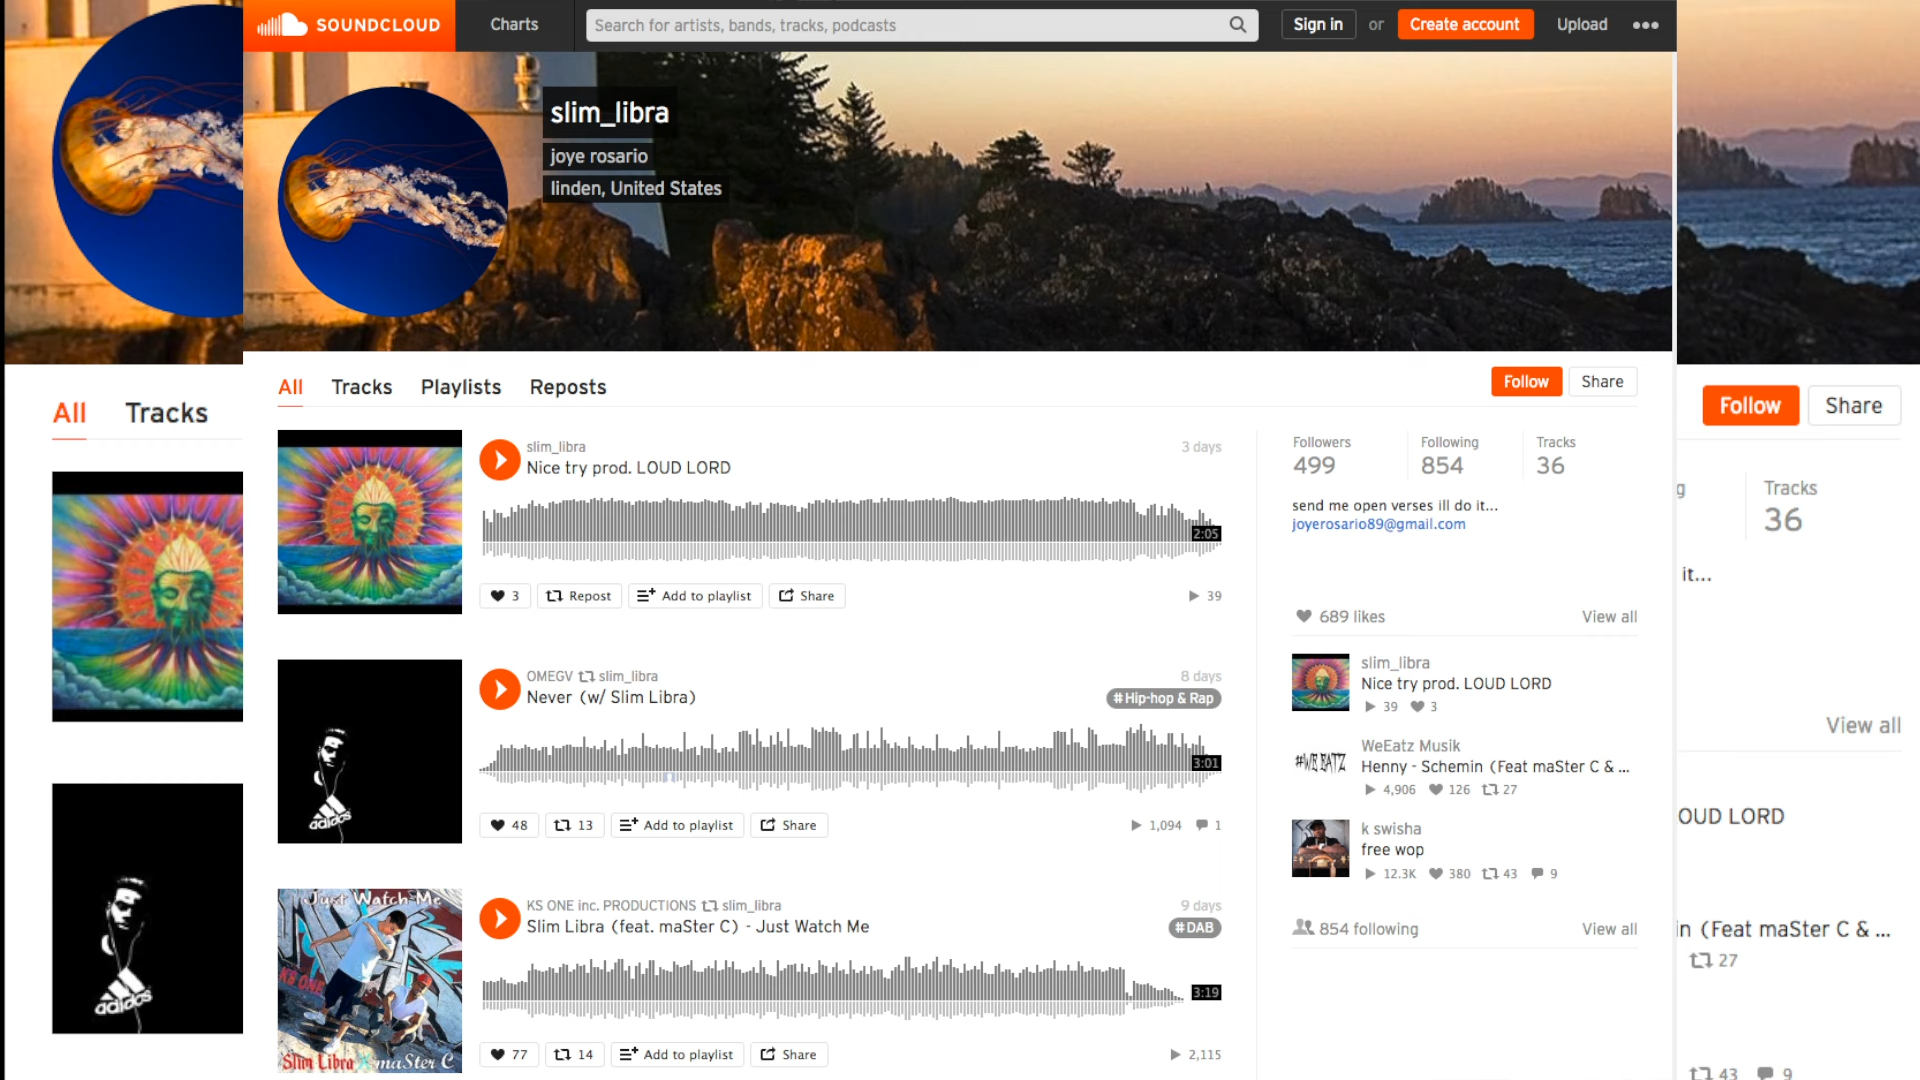 SOUNDCLOUD
Charts
Search for artists, bands, tracks, podcasts
Sign in or Create account Upload
slim_libra
joye rosario
linden, United States
All Tracks Playlists Reposts
Follow Share
slim_libra 3 days
Nice try prod. LOUD LORD
2:05
3 Repost Add to playlist Share 39
OMEGV slim_libra 8 days
Never (w/ Slim Libra) #Hip-hop & Rap
3:01
48 13 Add to playlist Share 1,094 1
Just Watch Me
KS ONE
Slim Libra maSter C
adidas
KS ONE inc. PRODUCTIONS slim_libra 9 days
Slim Libra (feat. maSter C) - Just Watch Me #DAB
3:19
77 14 Add to playlist Share 2,115
Followers Following Tracks
499 854 36
send me open verses ill do it...
joyerosario89@gmail.com
689 likes View all
slim_libra
Nice try prod. LOUD LORD
39 3
#WE EATZ
WeEatz Musik
Henny - Schemin (Feat maSter C & ...
4,906 126 27
k swisha
free wop
12.3K 380 43 9
854 following View all
All Tracks
adidas
Follow Share
g Tracks
36
it...
View all
OUD LORD
in (Feat maSter C & ...
27
43 9